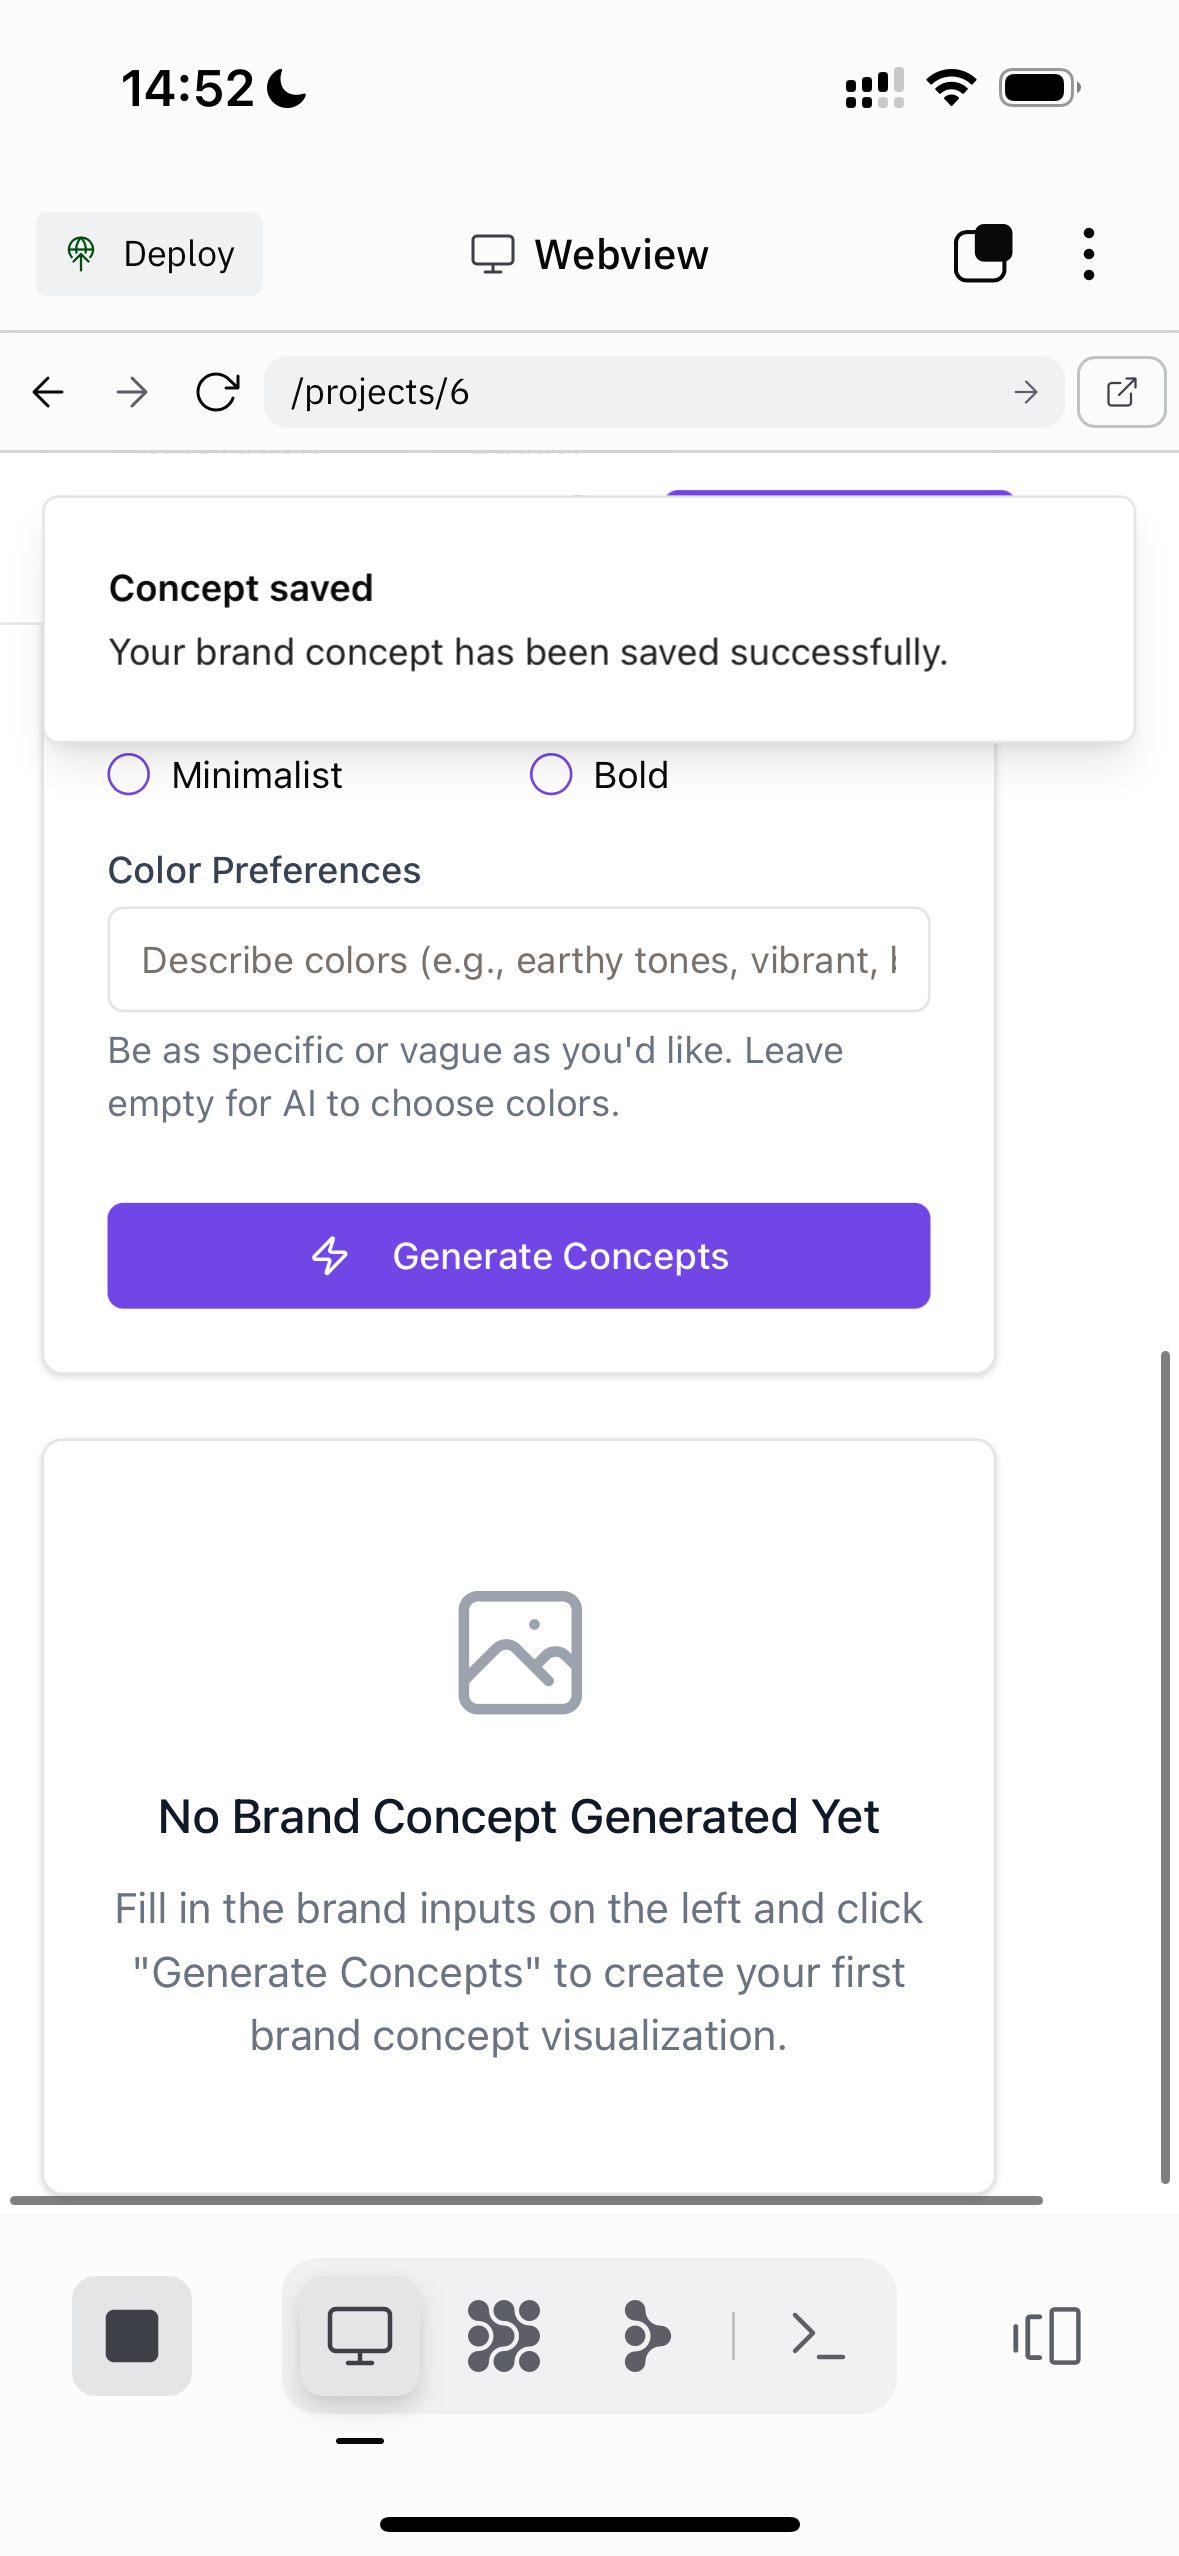 14:52
Deploy
Webview
/projects/6
Concept saved
Your brand concept has been saved successfully.
Minimalist
Bold
Color Preferences
Describe colors (e.g., earthy tones, vibrant,
Be as specific or vague as you'd like. Leave
empty for AI to choose colors.
Generate Concepts
No Brand Concept Generated Yet
Fill in the brand inputs on the left and click
"Generate Concepts" to create your first
brand concept visualization.